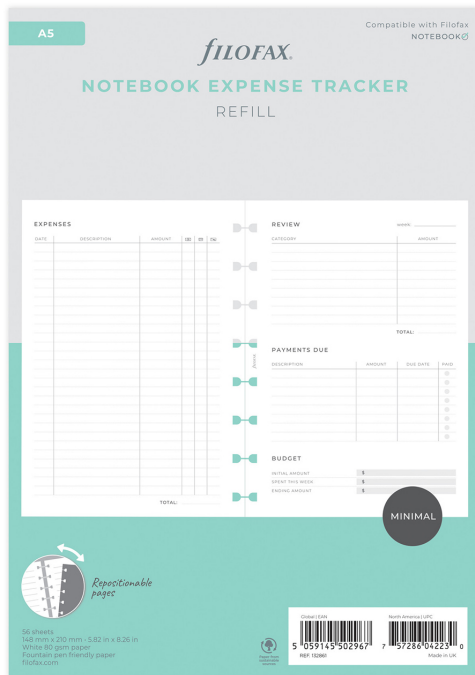 A5
Compatible with Filofax
NOTEBOOK
fILOFAX®
NOTEBOOK EXPENSE TRACKER
REFILL
EXPENSES
DATE DESCRIPTION AMOUNT
TOTAL:
REVIEW
week
CATEGORY AMOUNT
TOTAL:
PAYMENTS DUE
DESCRIPTION AMOUNT DUE DATE PAID
BUDGET
INITIAL AMOUNT $
SPENT THIS WEEK $
ENDING AMOUNT $
MINIMAL
Repositionable
pages
56 sheets
148 mm x 210 mm - 5.82 in x 8.26 in
White 80 gsm paper
Fountain pen friendly paper
filofax.com
Global | EAN
5 059145 502967
REF. 132860
North America | UPC
7 57286 04223 0
Made in UK